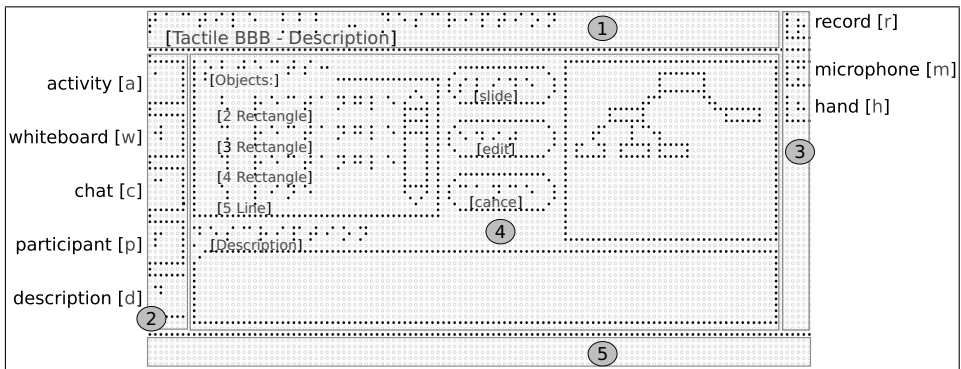 [Tactile BBB - Description]
1
record [r]
microphone [m]
hand [h]
3
activity [a]
whiteboard [w]
chat [c]
participant [p]
description [d]
2
[Objects:]
[2 Rectangle]
[3 Rectangle]
[4 Rectangle]
[5 Line]
[Description]
[slide]
[edit]
[cance]
4
5